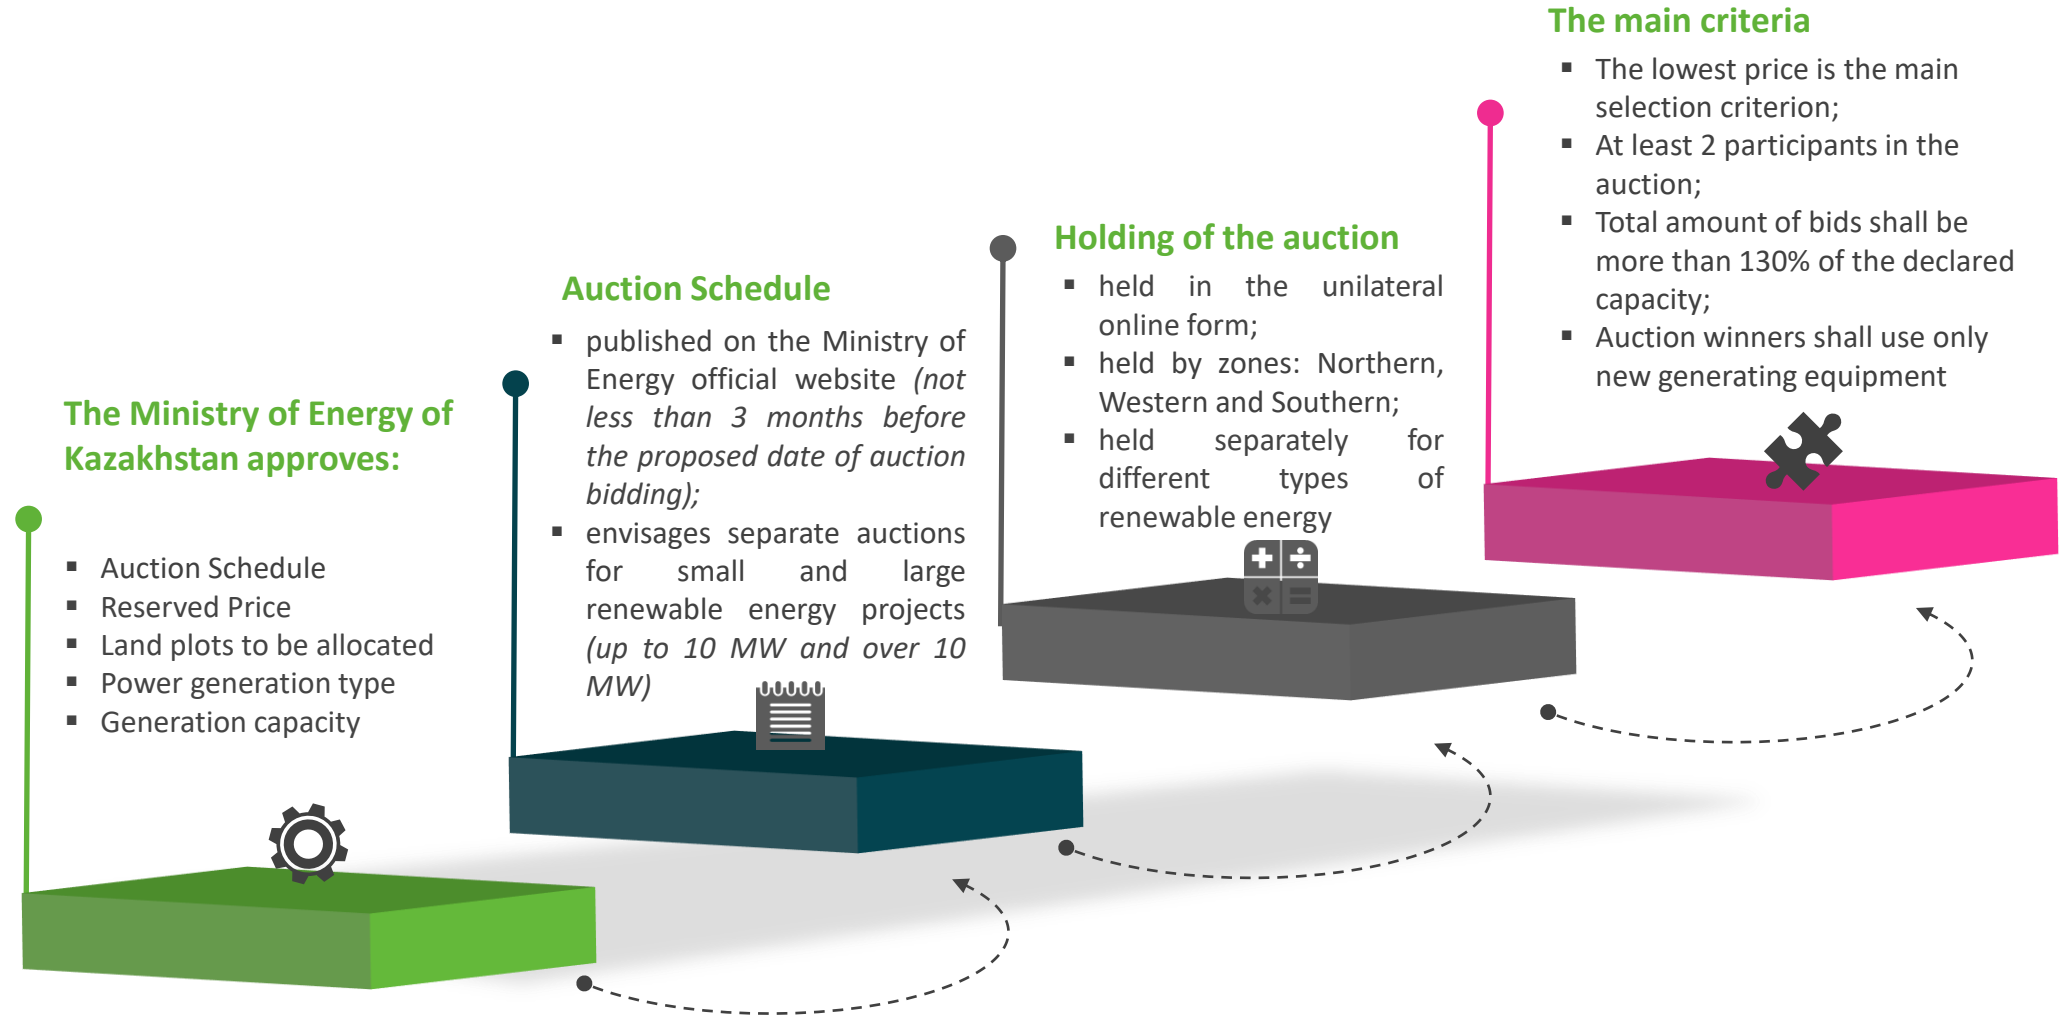 The Ministry of Energy of
Kazakhstan approves:
▪ Auction Schedule
▪ Reserved Price
▪ Land plots to be allocated
▪ Power generation type
▪ Generation capacity
Auction Schedule
▪ published on the Ministry of
Energy official website (not
less than 3 months before
the proposed date of auction
bidding);
▪ envisages separate auctions
for small and large
renewable energy projects
(up to 10 MW and over 10
MW)
Holding of the auction
▪ held in the unilateral
online form;
▪ held by zones: Northern,
Western and Southern;
▪ held separately for
different types of
renewable energy
The main criteria
▪ The lowest price is the main
selection criterion;
▪ At least 2 participants in the
auction;
▪ Total amount of bids shall be
more than 130% of the declared
capacity;
▪ Auction winners shall use only
new generating equipment